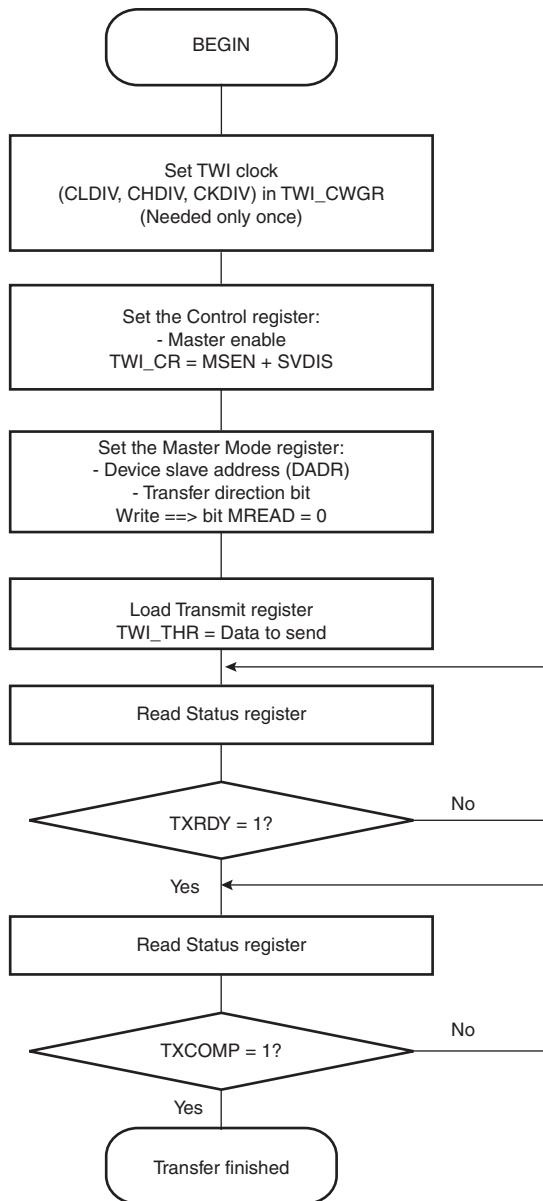 BEGIN
Set TWI clock
(CLDIV, CHDIV, CKDIV) in TWI_CWGR
(Needed only once)
Set the Control register:
- Master enable
TWI_CR = MSEN + SVDIS
Set the Master Mode register:
- Device slave address (DADR)
- Transfer direction bit
Write ==> bit MREAD = 0
Load Transmit register
TWI_THR = Data to send
Read Status register
No
TXRDY = 1?
Yes
Read Status register
No
TXCOMP = 1?
Yes
Transfer finished